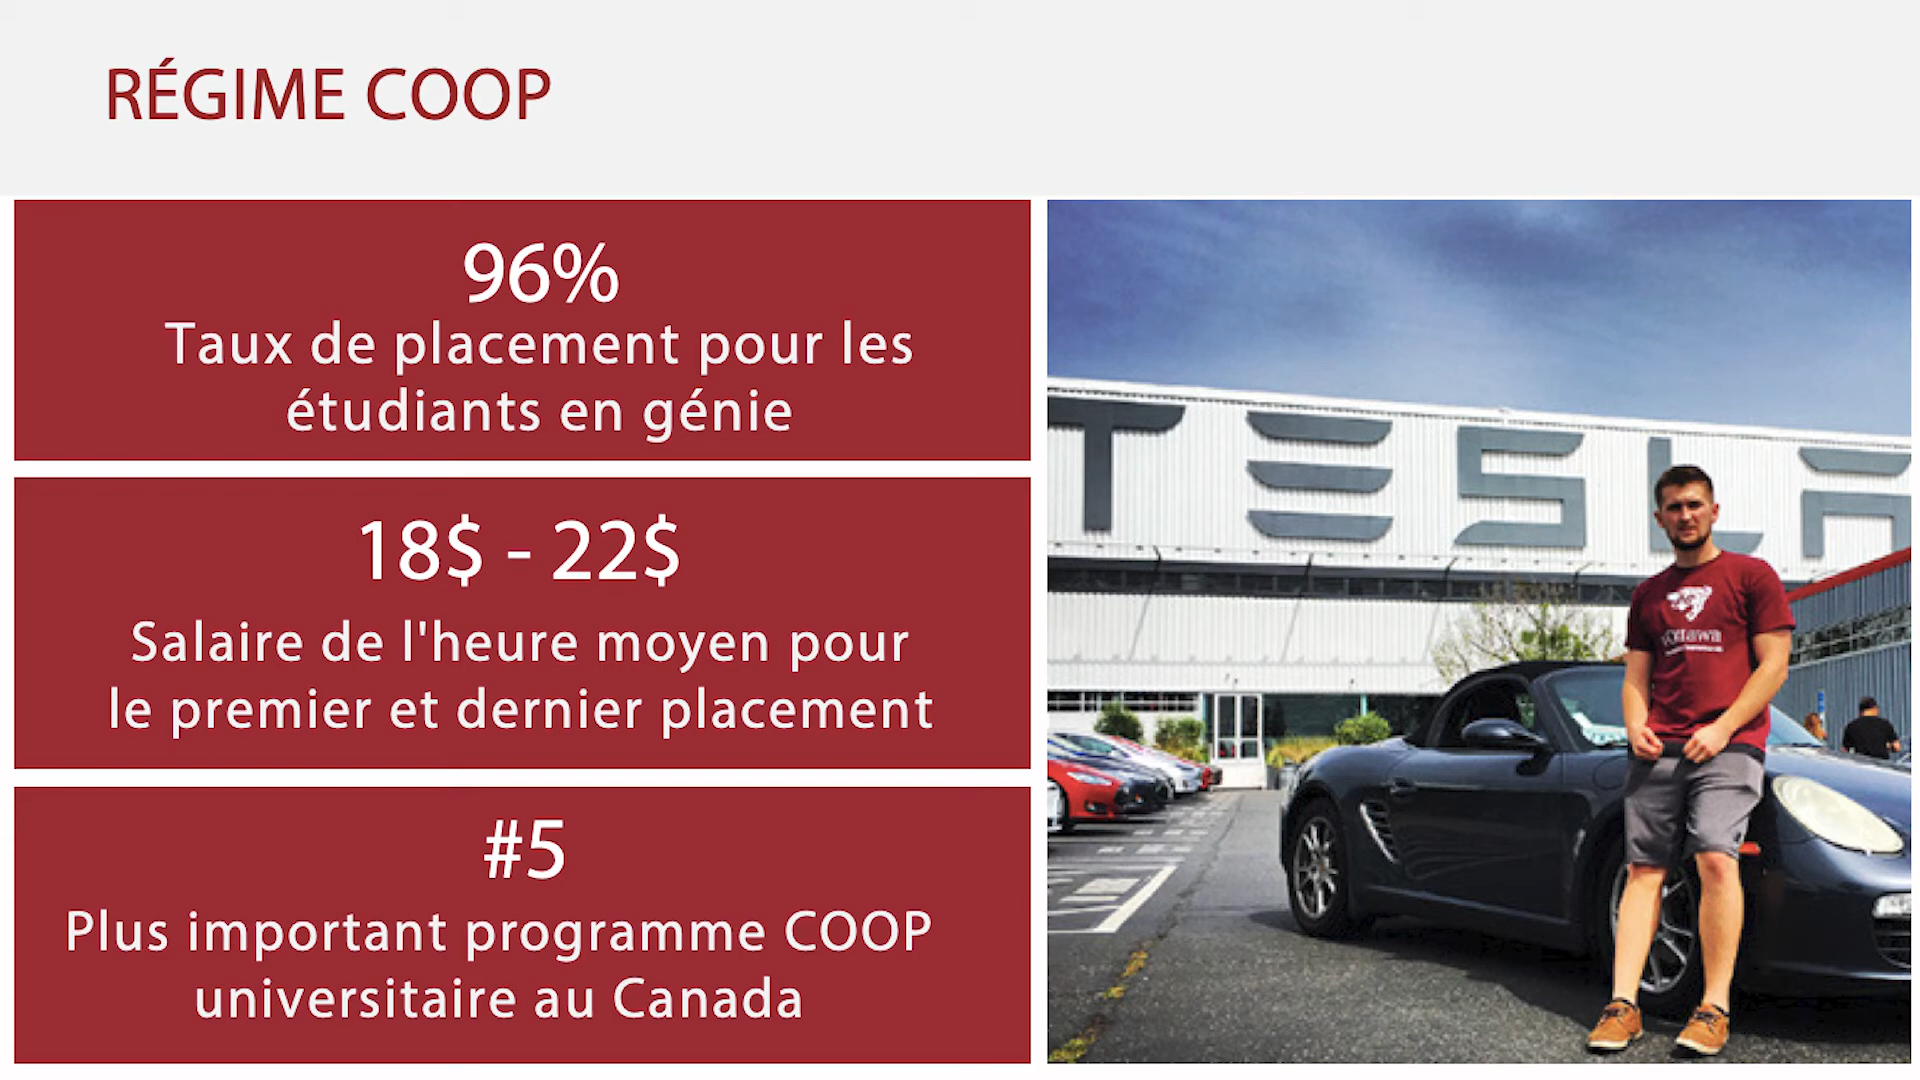 RÉGIME COOP
96%
Taux de placement pour les
étudiants en génie
18$ - 22$
Salaire de l'heure moyen pour
le premier et dernier placement
#5
Plus important programme COOP
universitaire au Canada
TESLA
uOttawa